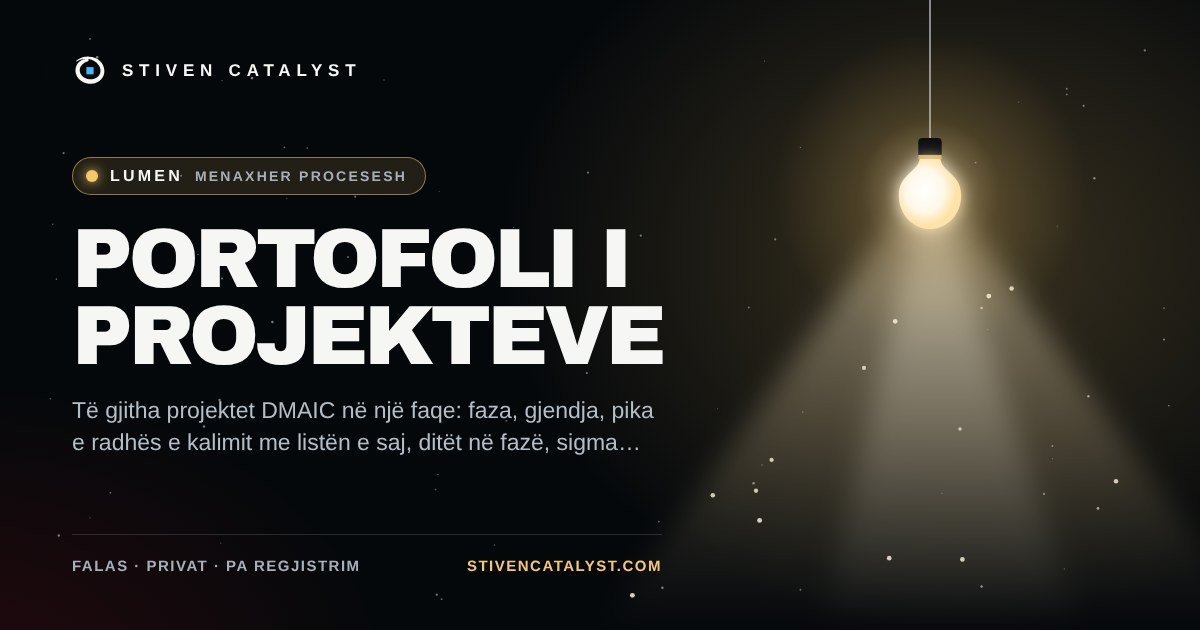 STIVEN CATALYST
LUMEN MENAXHER PROCESESH
PORTOFOLI I
PROJEKTEVE
Të gjitha projektet DMAIC në një faqe: faza, gjendja, pika
e radhës e kalimit me listën e saj, ditët në fazë, sigma…
FALAS · PRIVAT · PA REGJISTRIM
STIVENCATALYST.COM